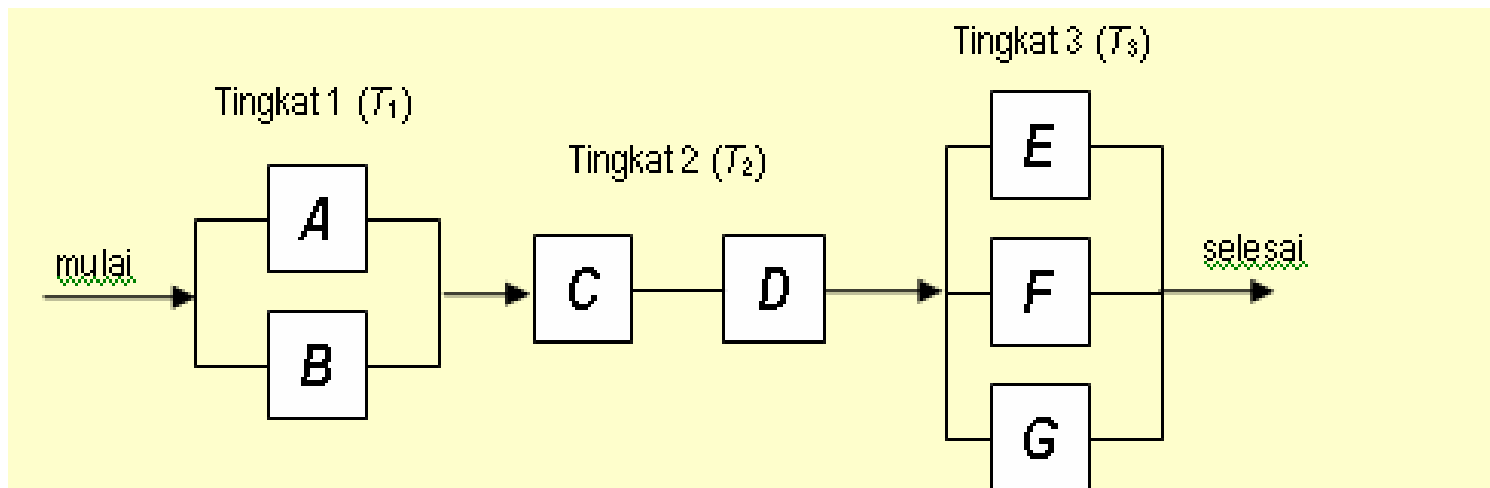 Tingkat 3 (T₃)
Tingkat 1 (T₁)
Tingkat 2 (T₂)
mulai
A
B
C
D
E
F
G
selesai